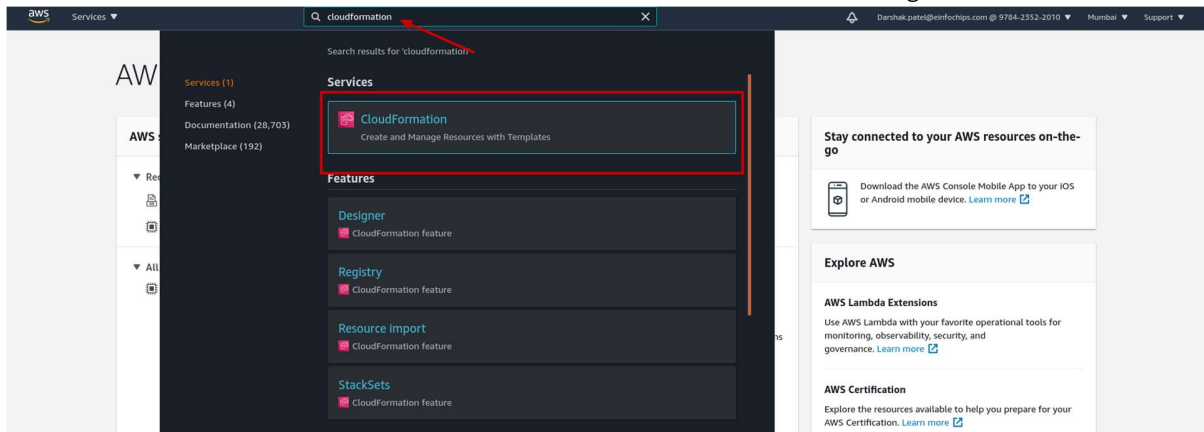 aws Services ▼ cloudformation X Darshak.patel@einfochips.com @ 9784-2352-2010 ▼ Mumbai ▼ Support ▼
Search results for 'cloudformation'
AW
Services (1)
Features (4)
Documentation (28,703)
Marketplace (192)
Services
CloudFormation
Create and Manage Resources with Templates
Features
Designer
CloudFormation feature
Registry
CloudFormation feature
Resource import
CloudFormation feature
StackSets
CloudFormation feature
AWS s
▼ Rec
▼ All
ns
Stay connected to your AWS resources on-the-
go
Download the AWS Console Mobile App to your iOS
or Android mobile device. Learn more
Explore AWS
AWS Lambda Extensions
Use AWS Lambda with your favorite operational tools for
monitoring, observability, security, and
governance. Learn more
AWS Certification
Explore the resources available to help you prepare for your
AWS Certification. Learn more